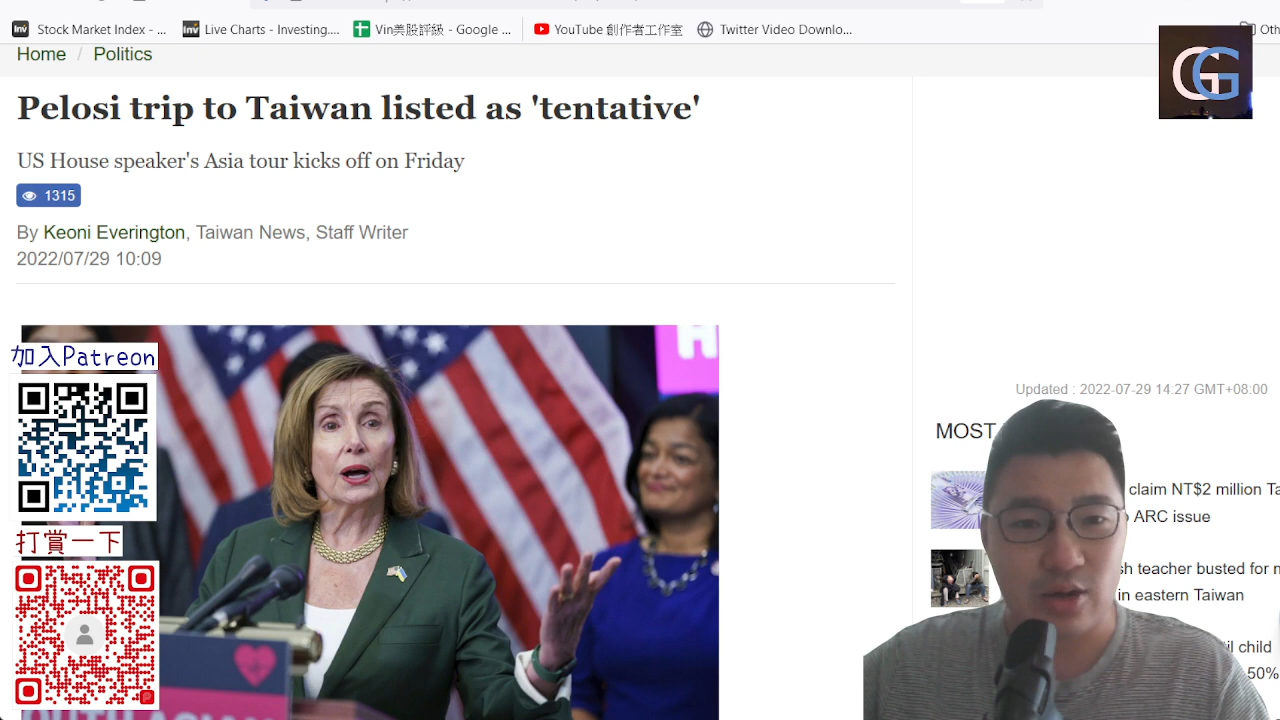 Stock Market Index - ...
Live Charts - Investing....
Vin美股評級 - Google ...
YouTube 創作者工作室
Twitter Video Downlo...
Oth
Home / Politics
GG
Pelosi trip to Taiwan listed as 'tentative'
US House speaker's Asia tour kicks off on Friday
1315
By Keoni Everington, Taiwan News, Staff Writer
2022/07/29 10:09
加入Patreon
打賞一下
Updated : 2022-07-29 14:27 GMT+08:00
MOST
claim NT$2 million Ta
ARC issue
sh teacher busted for m
in eastern Taiwan
il child
50%